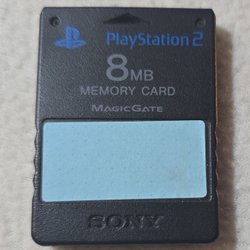 PlayStation 2
8MB
MEMORY CARD
MAGICGATE
SONY